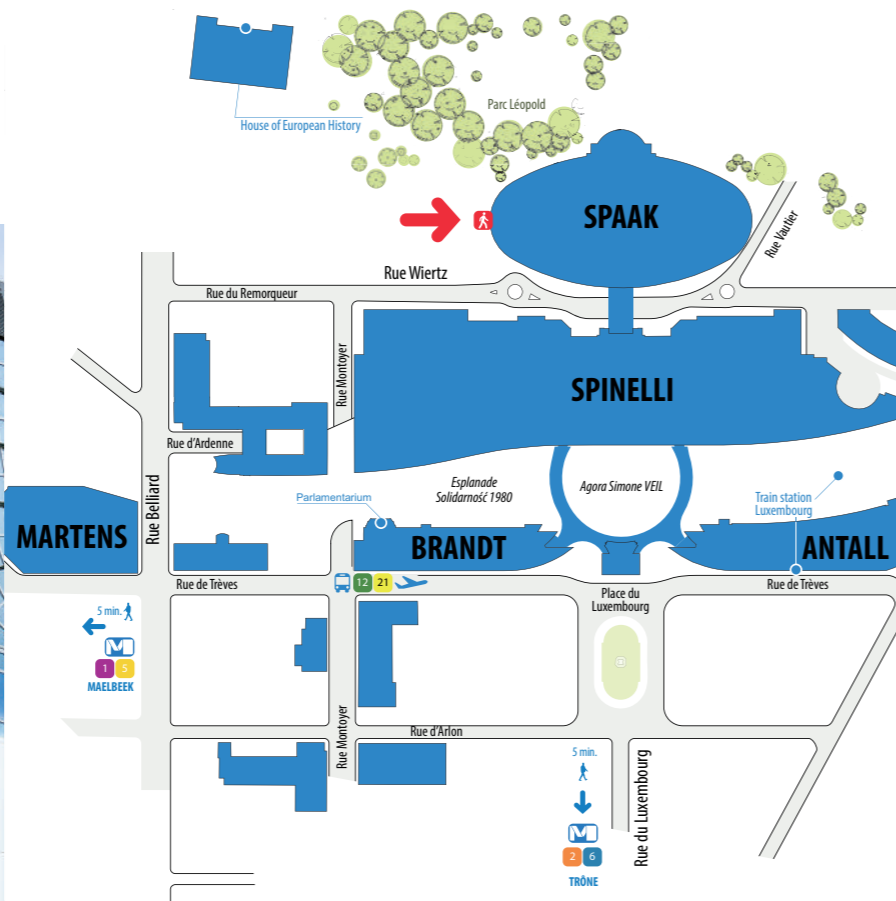 Parc Léopold
House of European History
SPAAK
Rue Vautier
Rue Wiertz
Rue du Remorqueur
Rue Montoyer
SPINELLI
Rue d'Ardenne
Rue Belliard
Esplanade
Solidarność 1980
Agora Simone VEIL
Parlamentarium
Train station
Luxembourg
MARTENS
BRANDT
ANTALL
Rue de Trèves
12 21
Place du
Luxembourg
Rue de Trèves
5 min.
M
1 5
MAELBEEK
Rue Montoyer
Rue d'Arlon
5 min.
M
2 6
TRÔNE
Rue du Luxembourg